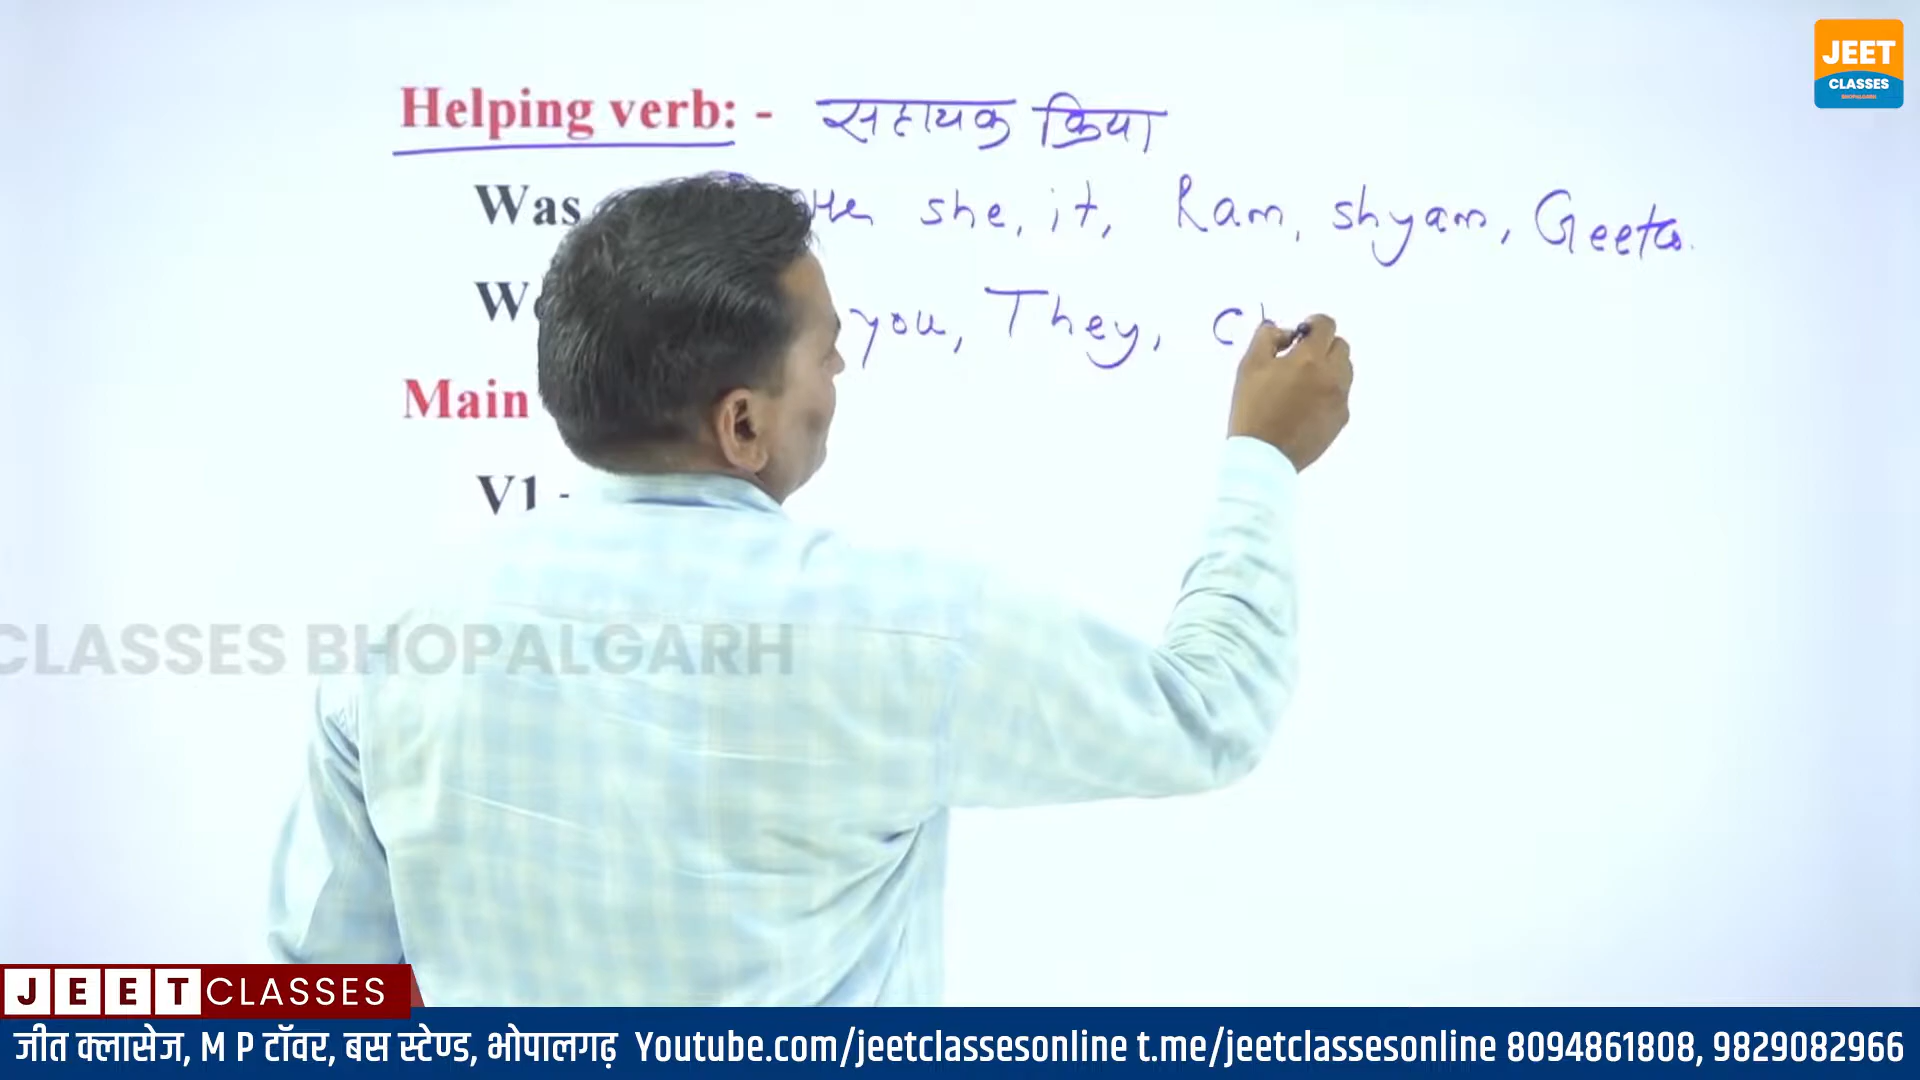 JEET
CLASSES
Helping verb: - सहायक क्रिया
Was she, it, Ram, shyam, Geeta.
you, They,
Main
V1 -
CLASSES BHOPALGARH
JEET CLASSES
जीत क्लासेज, M P टॉवर, बस स्टेण्ड, भोपालगढ़ Youtube.com/jeetclassesonline t.me/jeetclassesonline 8094861808, 9829082966